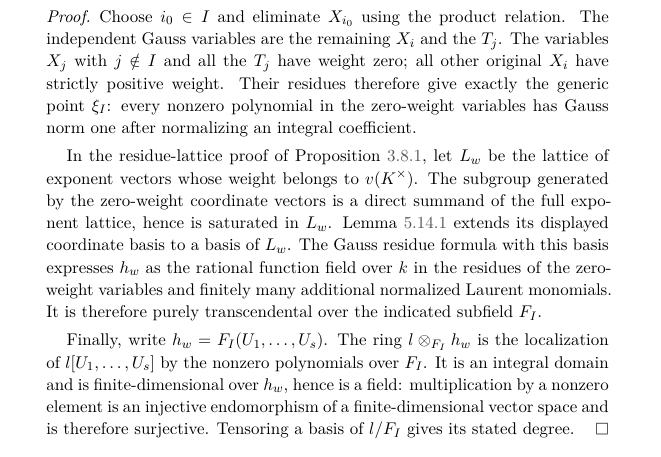 Proof. Choose i₀ ∈ I and eliminate X_{i₀} using the product relation. The
independent Gauss variables are the remaining X_i and the T_j. The variables
X_j with j ∉ I and all the T_j have weight zero; all other original X_i have
strictly positive weight. Their residues therefore give exactly the generic
point ξ_I: every nonzero polynomial in the zero-weight variables has Gauss
norm one after normalizing an integral coefficient.
In the residue-lattice proof of Proposition 3.8.1, let L_w be the lattice of
exponent vectors whose weight belongs to v(K^×). The subgroup generated
by the zero-weight coordinate vectors is a direct summand of the full expo-
nent lattice, hence is saturated in L_w. Lemma 5.14.1 extends its displayed
coordinate basis to a basis of L_w. The Gauss residue formula with this basis
expresses h_w as the rational function field over k in the residues of the zero-
weight variables and finitely many additional normalized Laurent monomials.
It is therefore purely transcendental over the indicated subfield F_I.
Finally, write h_w = F_I(U₁, . . . , U_s). The ring l ⊗_{F_I} h_w is the localization
of l[U₁, . . . , U_s] by the nonzero polynomials over F_I. It is an integral domain
and is finite-dimensional over h_w, hence is a field: multiplication by a nonzero
element is an injective endomorphism of a finite-dimensional vector space and
is therefore surjective. Tensoring a basis of l/F_I gives its stated degree. □